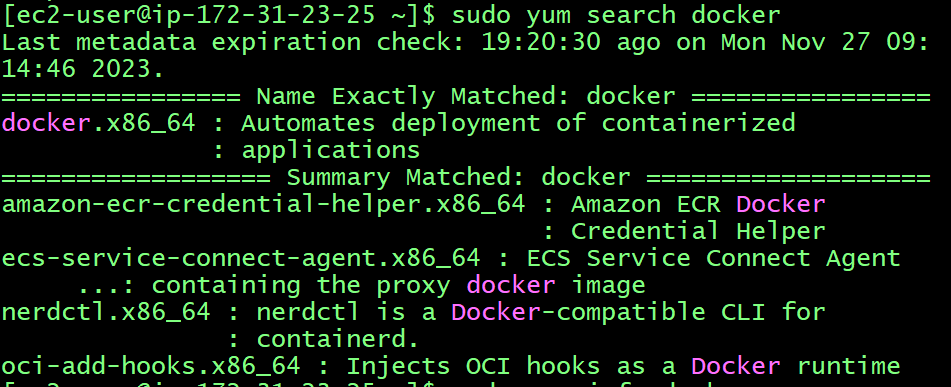 [ec2-user@ip-172-31-23-25 ~]$ sudo yum search docker
Last metadata expiration check: 19:20:30 ago on Mon Nov 27 09:
14:46 2023.
================ Name Exactly Matched: docker ================
docker.x86_64 : Automates deployment of containerized
              : applications
================== Summary Matched: docker ===================
amazon-ecr-credential-helper.x86_64 : Amazon ECR Docker
                                    : Credential Helper
ecs-service-connect-agent.x86_64 : ECS Service Connect Agent
     ...: containing the proxy docker image
nerdctl.x86_64 : nerdctl is a Docker-compatible CLI for
               : containerd.
oci-add-hooks.x86_64 : Injects OCI hooks as a Docker runtime